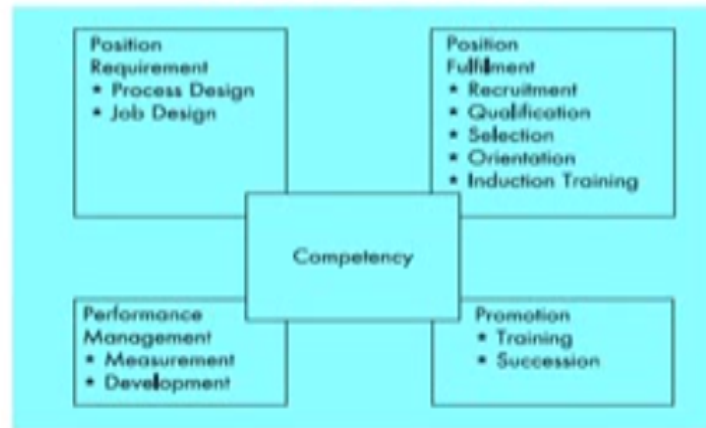 Position
Requirement
* Process Design
* Job Design
Position
Fulfilment
* Recruitment
* Qualification
* Selection
* Orientation
* Induction Training
Competency
Performance
Management
* Measurement
* Development
Promotion
* Training
* Succession